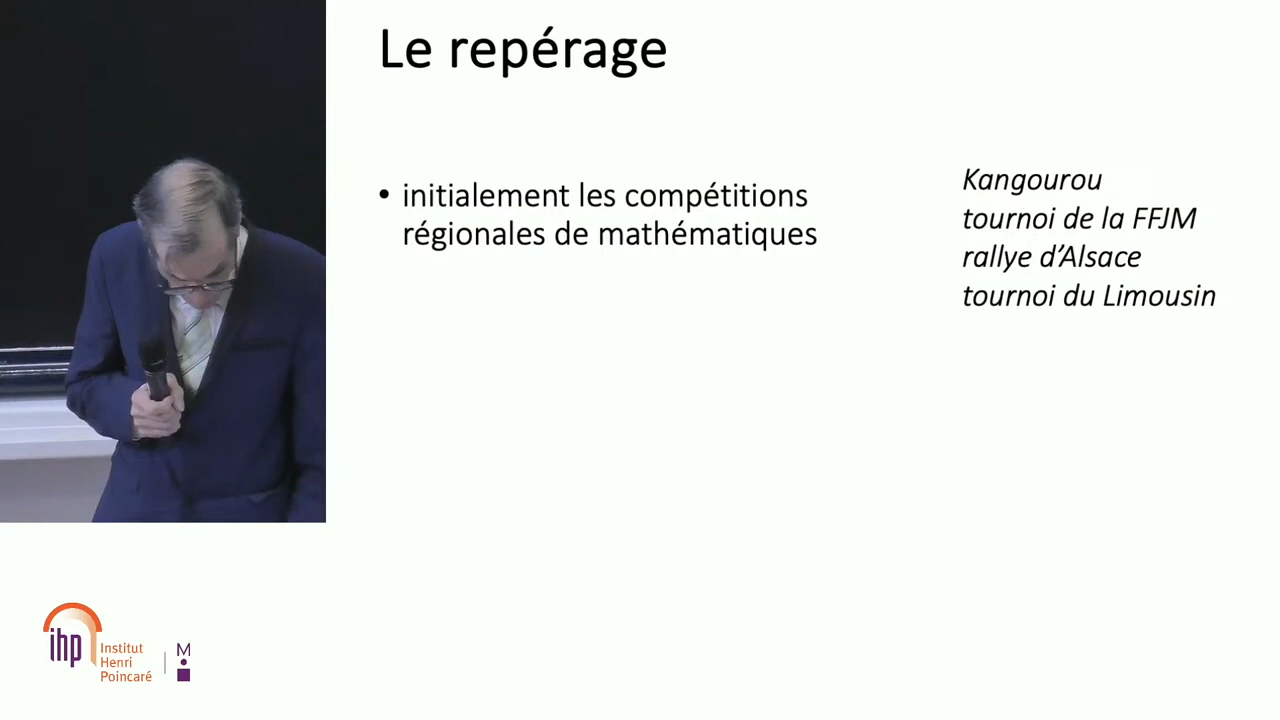 Le repérage
• initialement les compétitions
régionales de mathématiques
Kangourou
tournoi de la FFJM
rallye d’Alsace
tournoi du Limousin
ihp
Institut
Henri
Poincaré
M